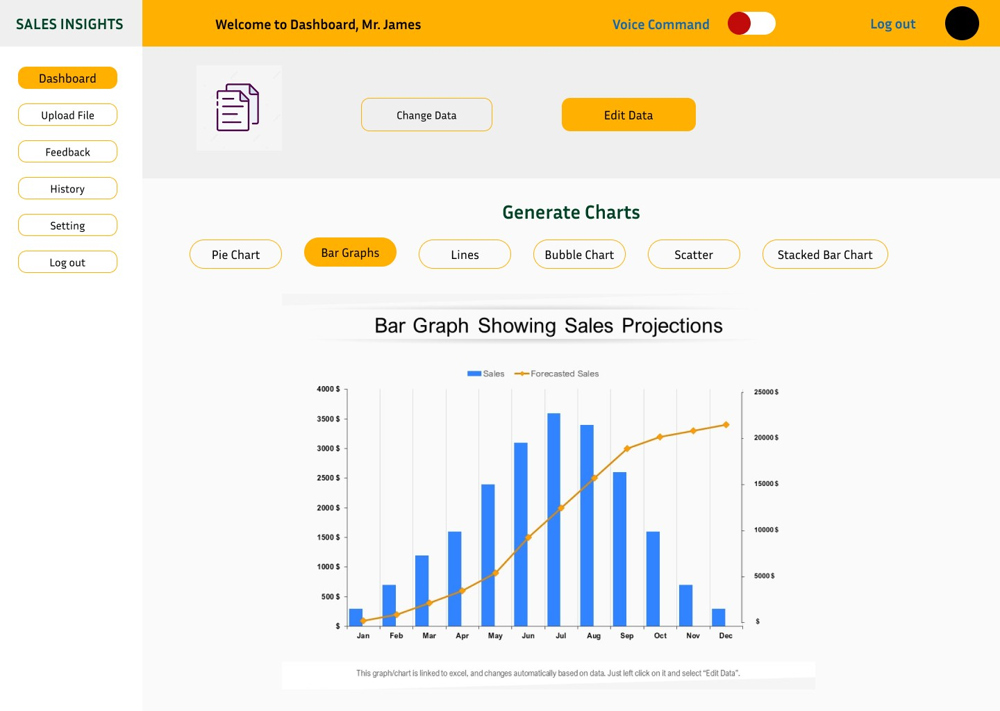 SALES INSIGHTS
Welcome to Dashboard, Mr. James
Voice Command
Log out
Dashboard
Upload File
Feedback
History
Setting
Log out
Change Data
Edit Data
Generate Charts
Pie Chart
Bar Graphs
Lines
Bubble Chart
Scatter
Stacked Bar Chart
Bar Graph Showing Sales Projections
Sales
Forecasted Sales
4000 $
3500 $
3000 $
2500 $
2000 $
1500 $
1000 $
500 $
$
25000 $
20000 $
15000 $
10000 $
5000 $
$
Jan Feb Mar Apr May Jun Jul Aug Sep Oct Nov Dec
This graph/chart is linked to excel, and changes automatically based on data. Just left click on it and select “Edit Data”.